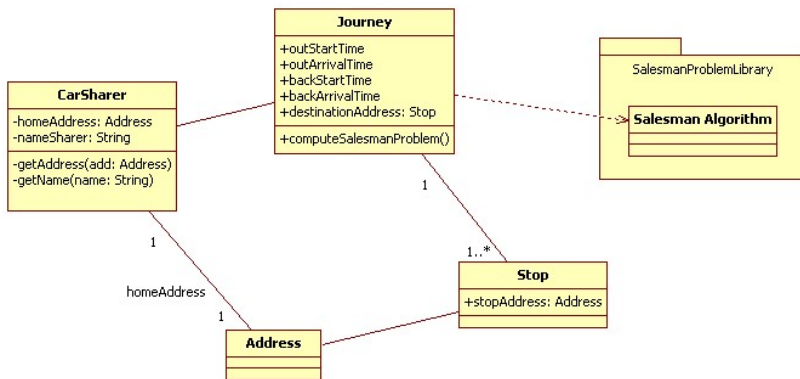 Journey
+outStartTime
+outArrivalTime
+backStartTime
+backArrivalTime
+destinationAddress: Stop
+computeSalesmanProblem()
SalesmanProblemLibrary
Salesman Algorithm
CarSharer
-homeAddress: Address
-nameSharer: String
-getAddress(add: Address)
-getName(name: String)
1
1
homeAddress
1
1..*
Stop
+stopAddress: Address
Address